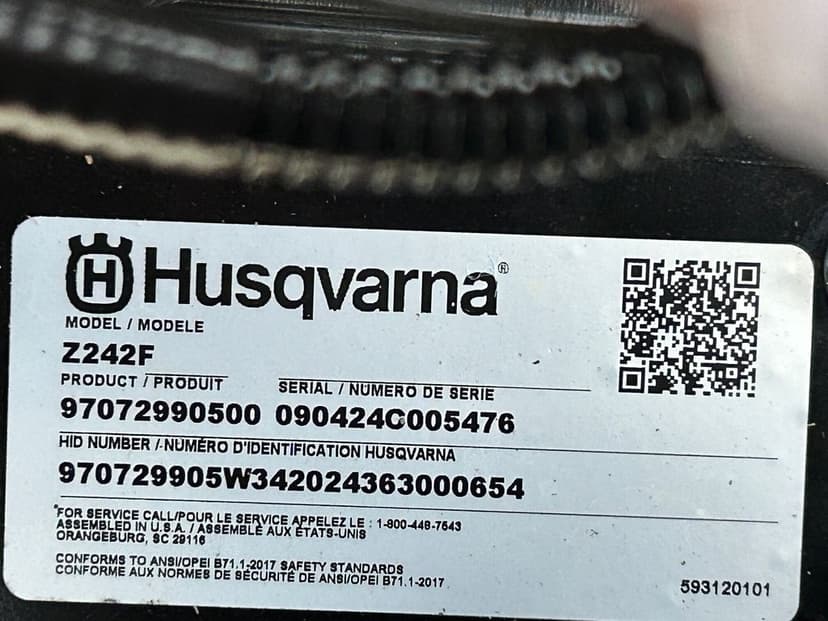 H Husqvarna®
MODEL / MODELE
Z242F
PRODUCT / PRODUIT SERIAL / NÚMERO DE SERIE
97072990500 090424C005476
HID NUMBER / NUMÉRO D'IDENTIFICATION HUSQVARNA
970729905W342024363000654
FOR SERVICE CALL/POUR LE SERVICE APPELEZ LE : 1-800-448-7543
ASSEMBLED IN U.S.A. / ASSEMBLÉ AUX ÉTATS-UNIS
ORANGEBURG, SC 29116
CONFORMS TO ANSI/OPEI B71.1-2017 SAFETY STANDARDS
CONFORME AUX NORMES DE SÉCURITÉ DE ANSI/OPEI B71.1-2017
593120101